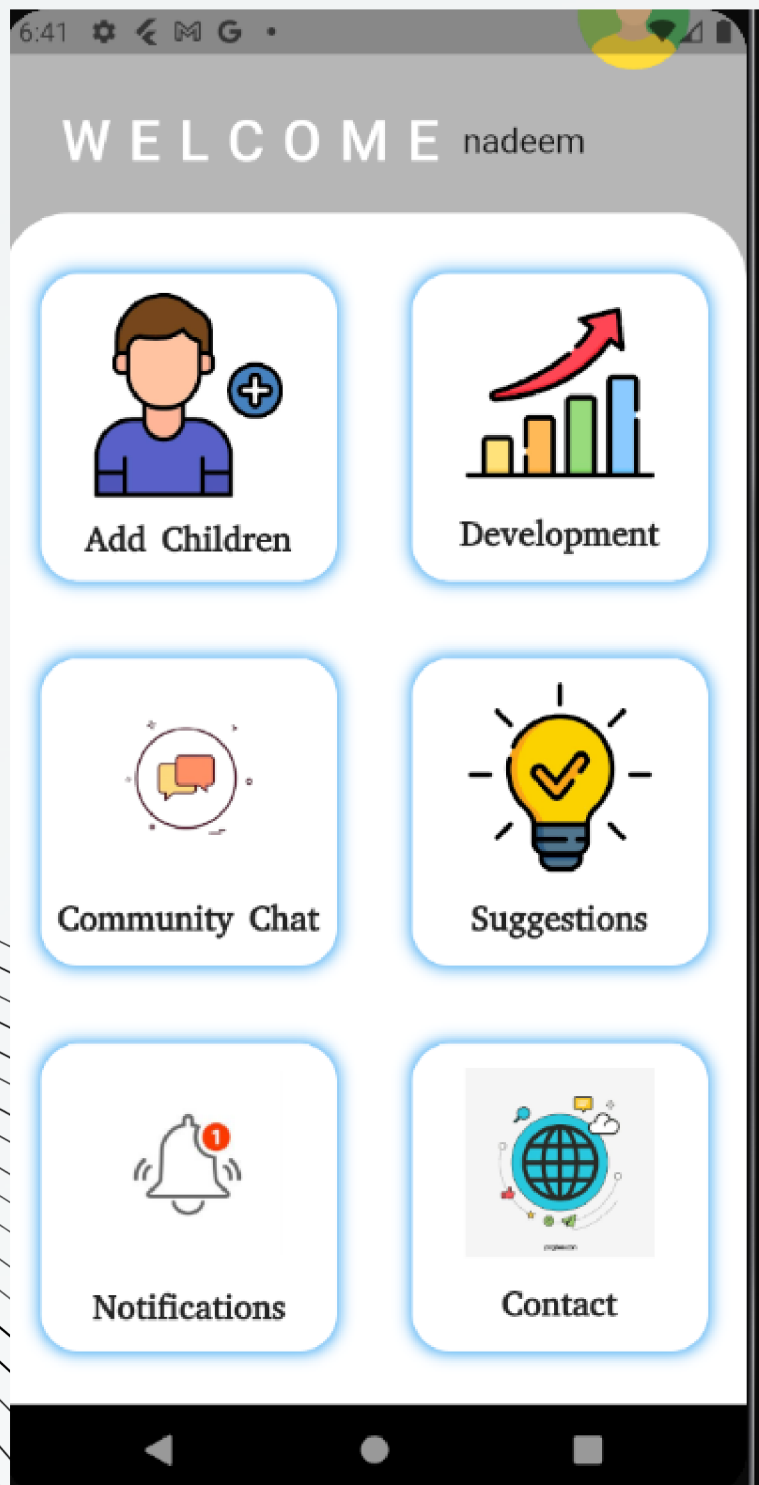 6:41
WELCOME nadeem
Add Children
Development
Community Chat
Suggestions
1
Notifications
Contact